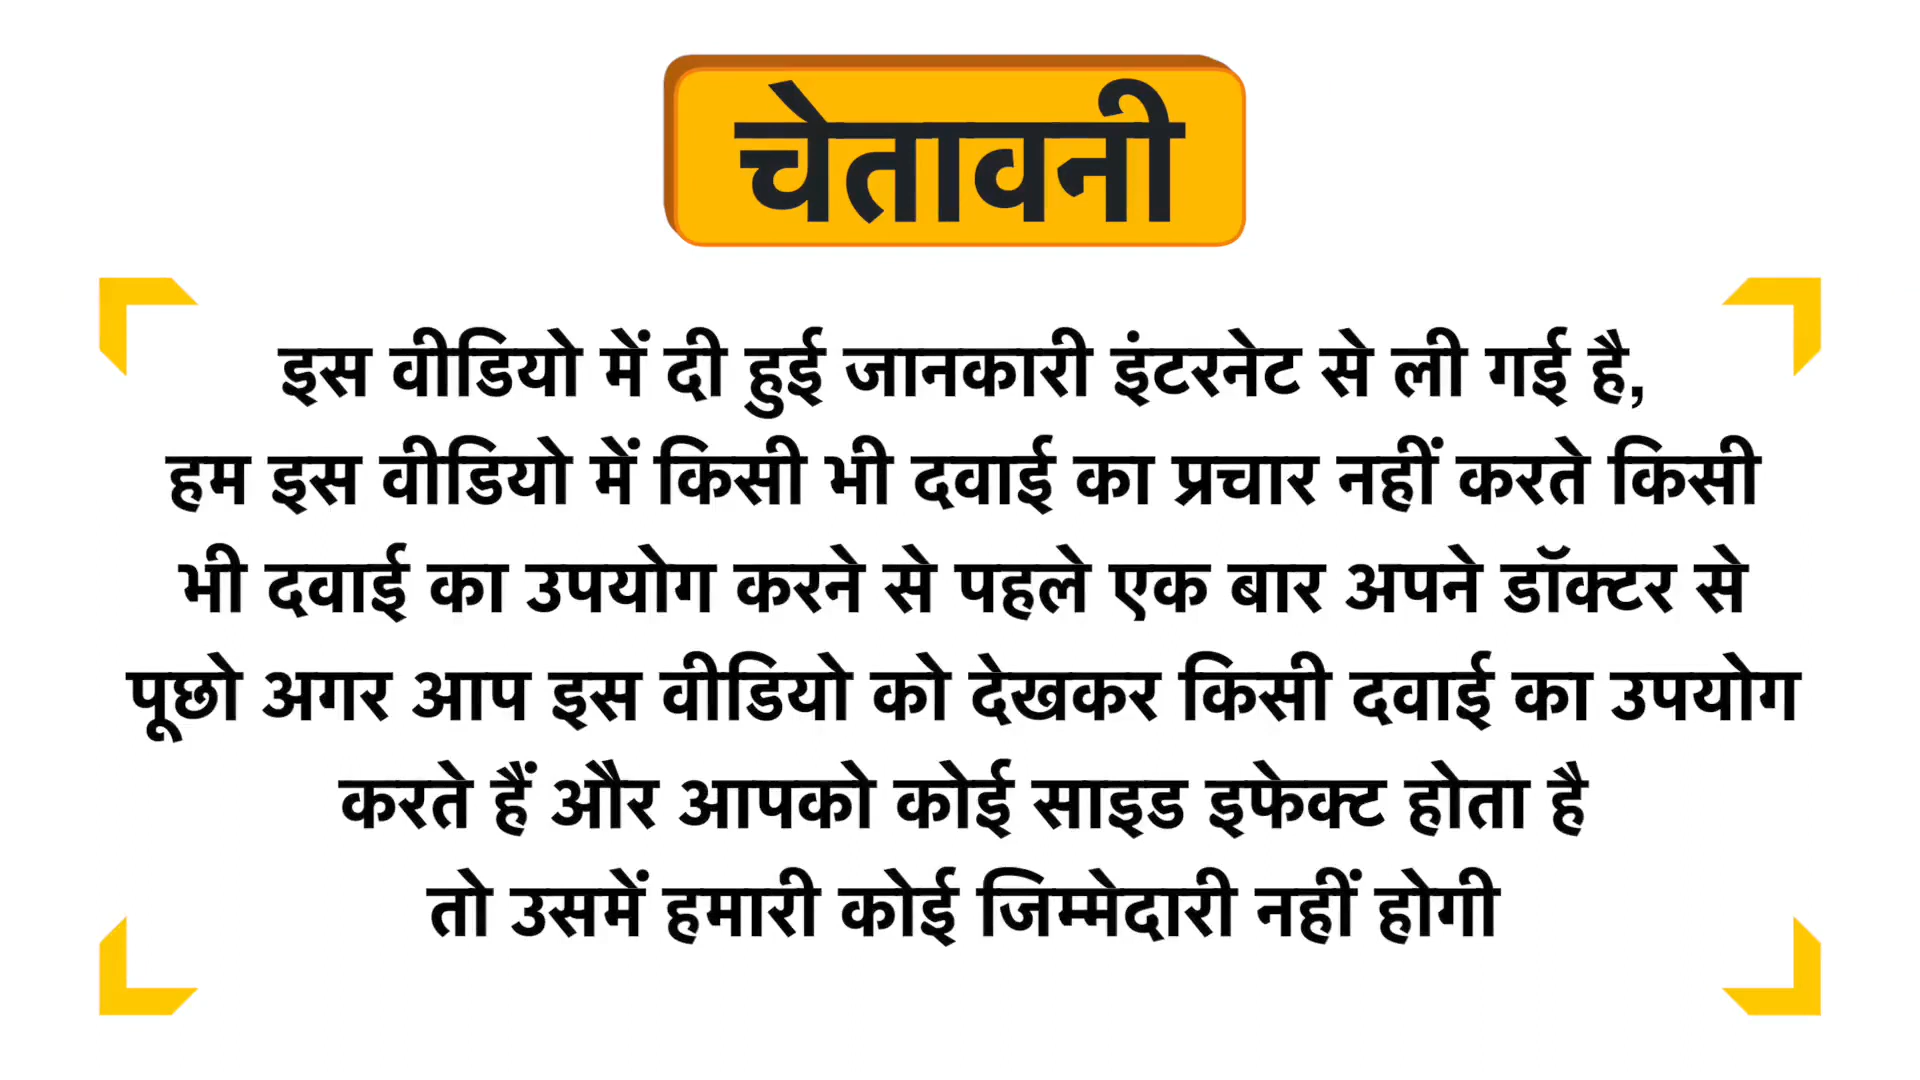 चेतावनी
इस वीडियो में दी हुई जानकारी इंटरनेट से ली गई है,
हम इस वीडियो में किसी भी दवाई का प्रचार नहीं करते किसी
भी दवाई का उपयोग करने से पहले एक बार अपने डॉक्टर से
पूछो अगर आप इस वीडियो को देखकर किसी दवाई का उपयोग
करते हैं और आपको कोई साइड इफेक्ट होता है
तो उसमें हमारी कोई जिम्मेदारी नहीं होगी